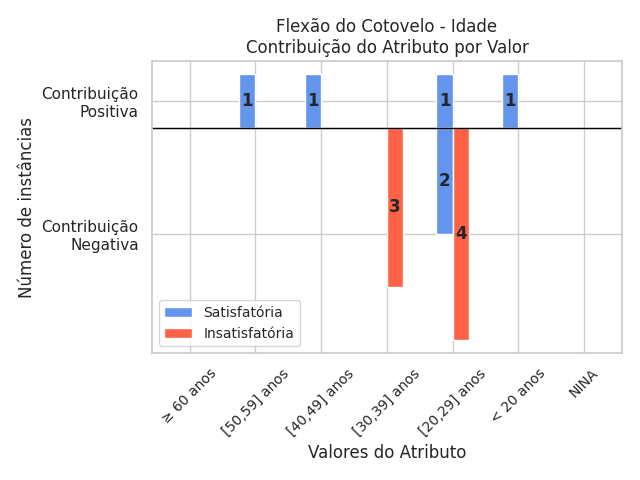 Flexão do Cotovelo - Idade
Contribuição do Atributo por Valor
Número de instâncias
Contribuição
Positiva
Contribuição
Negativa
1
1
1
1
2
3
4
Satisfatória
Insatisfatória
≥ 60 anos
[50,59] anos
[40,49] anos
[30,39] anos
[20,29] anos
< 20 anos
NINA
Valores do Atributo